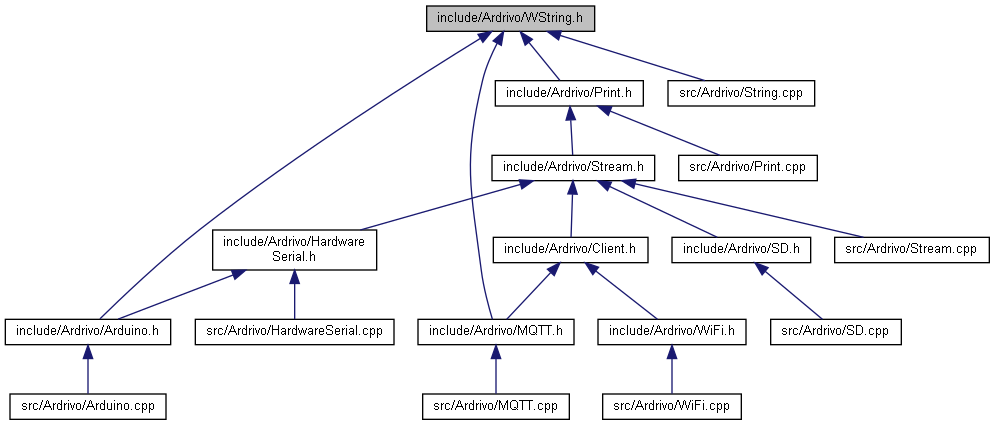 include/Ardrivo/WString.h
include/Ardrivo/Print.h
src/Ardrivo/String.cpp
include/Ardrivo/Stream.h
src/Ardrivo/Print.cpp
include/Ardrivo/Hardware
Serial.h
include/Ardrivo/Client.h
include/Ardrivo/SD.h
src/Ardrivo/Stream.cpp
include/Ardrivo/Arduino.h
src/Ardrivo/HardwareSerial.cpp
include/Ardrivo/MQTT.h
include/Ardrivo/WiFi.h
src/Ardrivo/SD.cpp
src/Ardrivo/Arduino.cpp
src/Ardrivo/MQTT.cpp
src/Ardrivo/WiFi.cpp